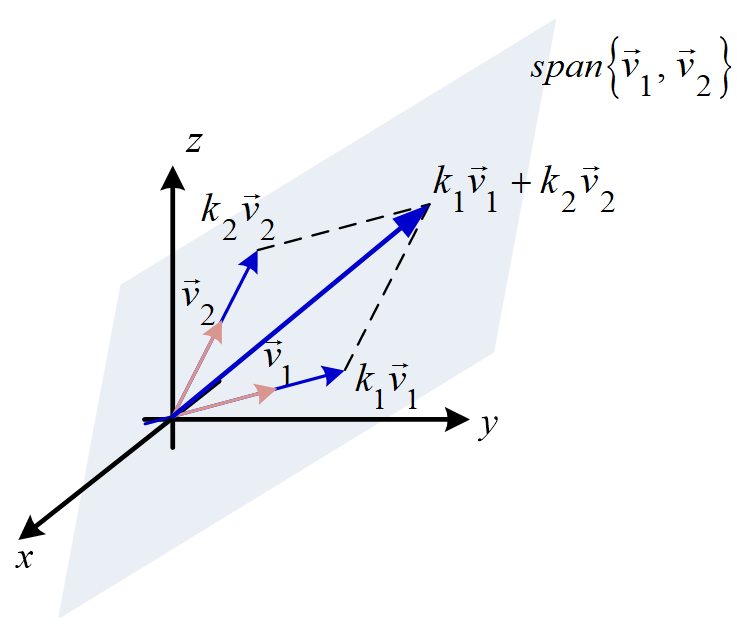 span{v⃗₁, v⃗₂}
z
k₁v⃗₁ + k₂v⃗₂
k₂v⃗₂
v⃗₂
v⃗₁
k₁v⃗₁
y
x